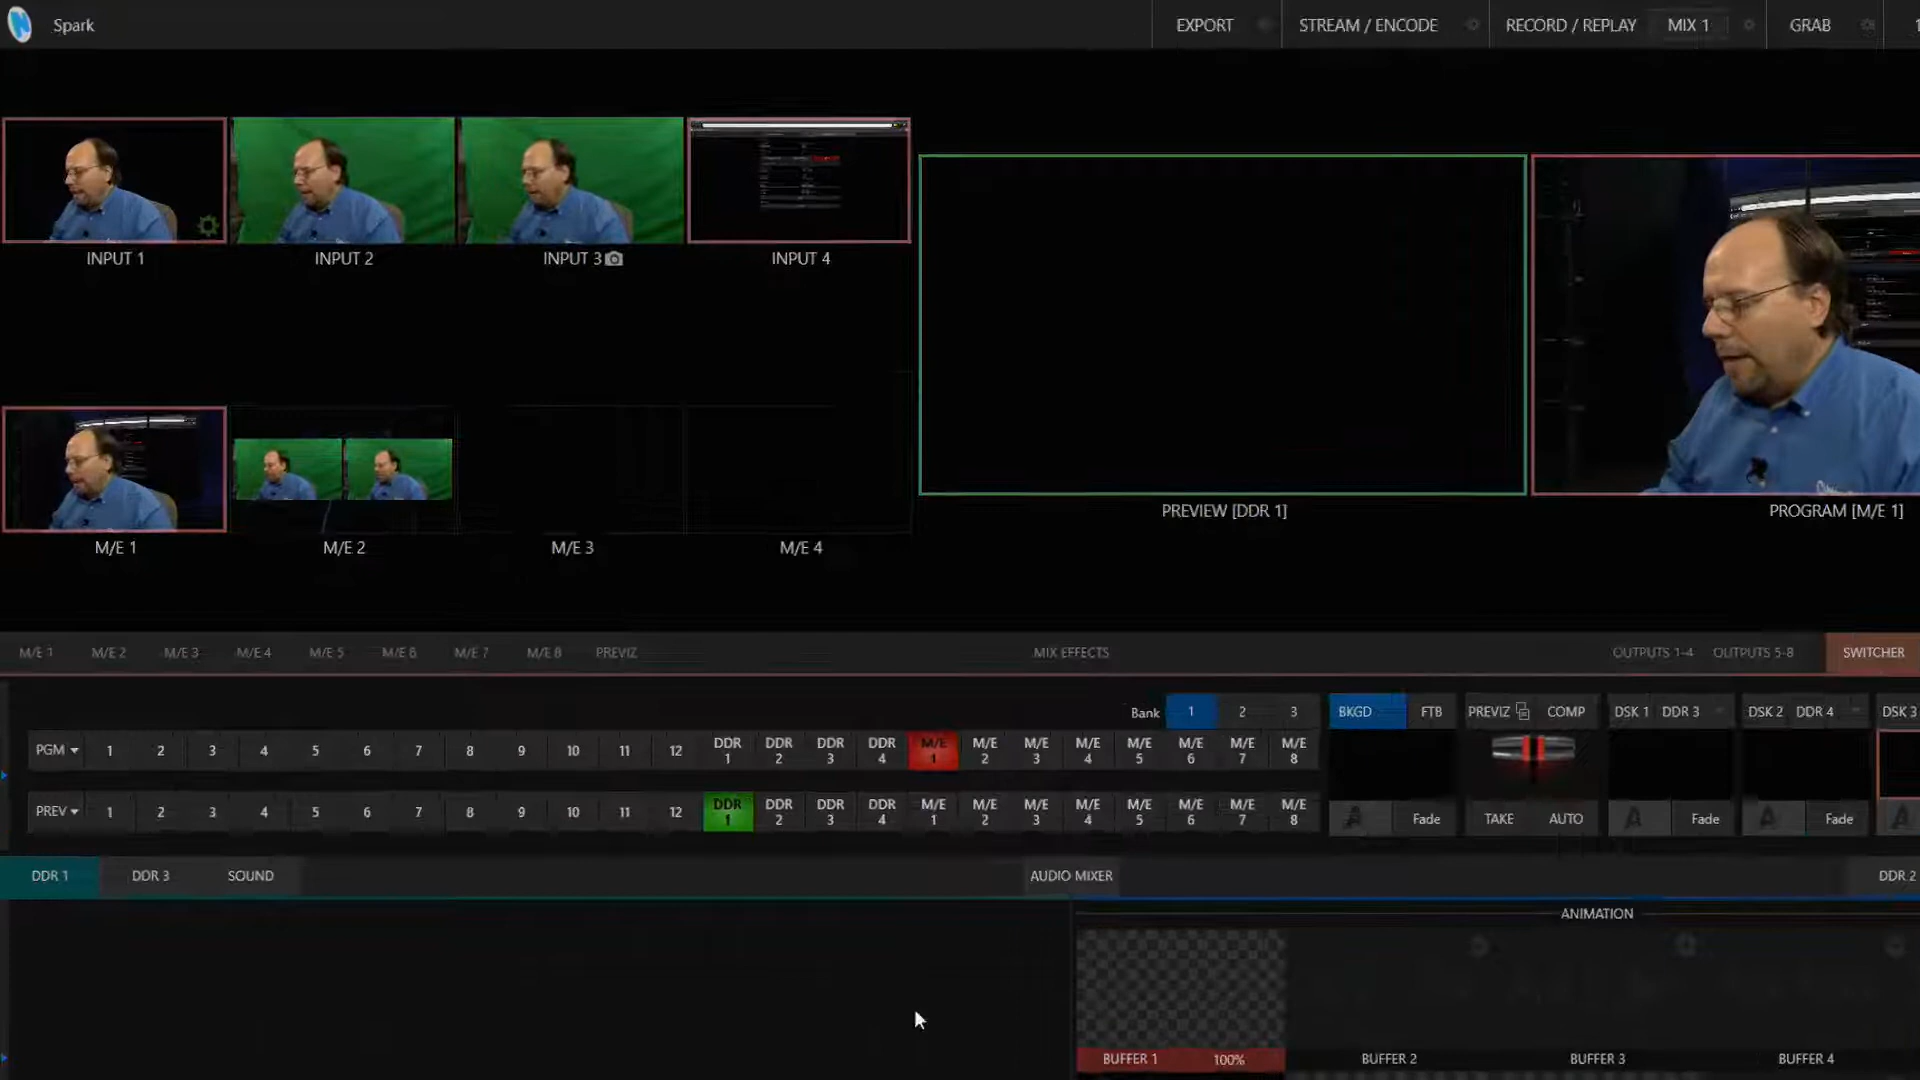 Spark
EXPORT
STREAM / ENCODE
RECORD / REPLAY
MIX 1
GRAB
INPUT 1
INPUT 2
INPUT 3
INPUT 4
PREVIEW [DDR 1]
PROGRAM [M/E 1]
M/E 1
M/E 2
M/E 3
M/E 4
M/E 1 M/E 2 M/E 3 M/E 4 M/E 5 M/E 6 M/E 7 M/E 8 PREVIZ
MIX EFFECTS
OUTPUTS 1-4 OUTPUTS 5-8 SWITCHER
Bank 1 2 3
BKGD FTB PREVIZ COMP DSK 1 DDR 3 DSK 2 DDR 4 DSK 3
PGM 1 2 3 4 5 6 7 8 9 10 11 12 DDR 1 DDR 2 DDR 3 DDR 4 M/E 1 M/E 2 M/E 3 M/E 4 M/E 5 M/E 6 M/E 7 M/E 8
PREV 1 2 3 4 5 6 7 8 9 10 11 12 DDR 1 DDR 2 DDR 3 DDR 4 M/E 1 M/E 2 M/E 3 M/E 4 M/E 5 M/E 6 M/E 7 M/E 8
Fade TAKE AUTO Fade Fade
DDR 1 DDR 3 SOUND
AUDIO MIXER
DDR 2
ANIMATION
BUFFER 1 100%
BUFFER 2
BUFFER 3
BUFFER 4